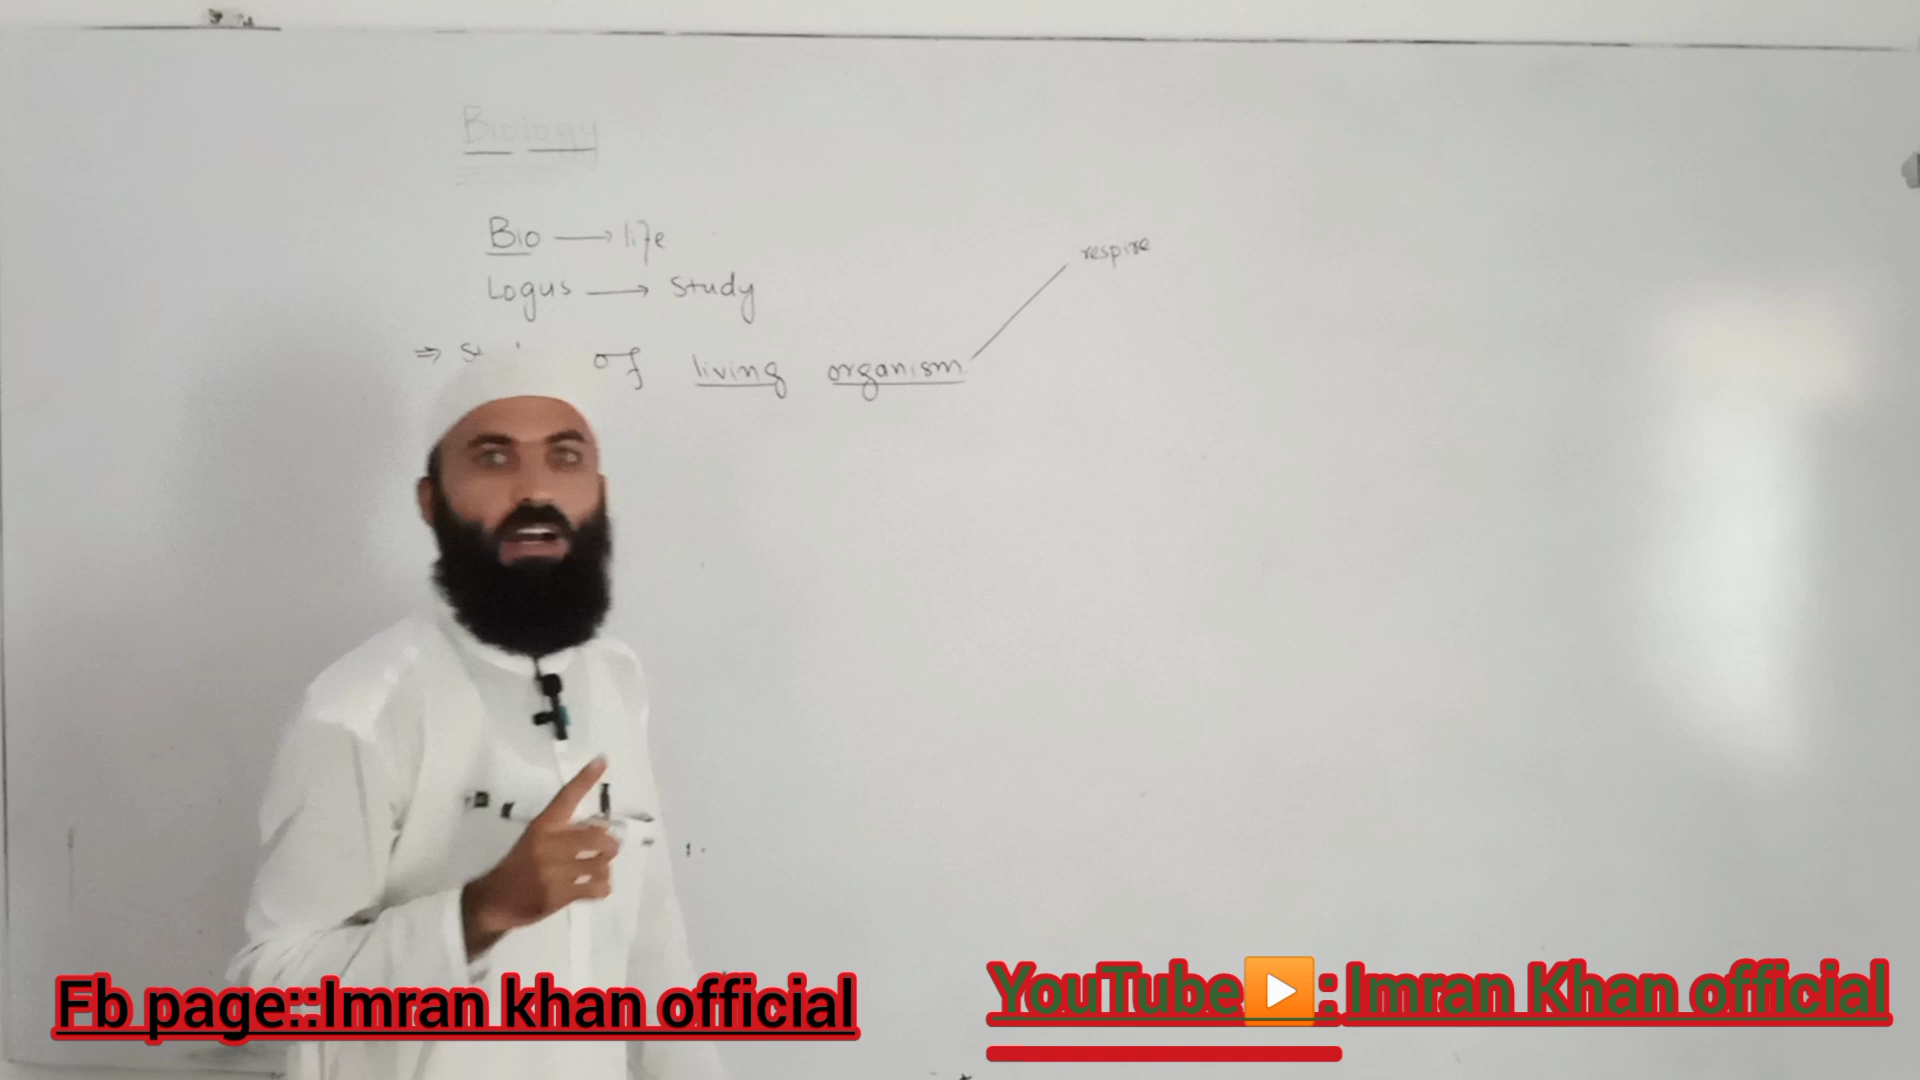 Biology
Bio → life
Logus → Study
respire
⇒ of living organism
Fb page::Imran khan official
YouTube▶️:Imran Khan official